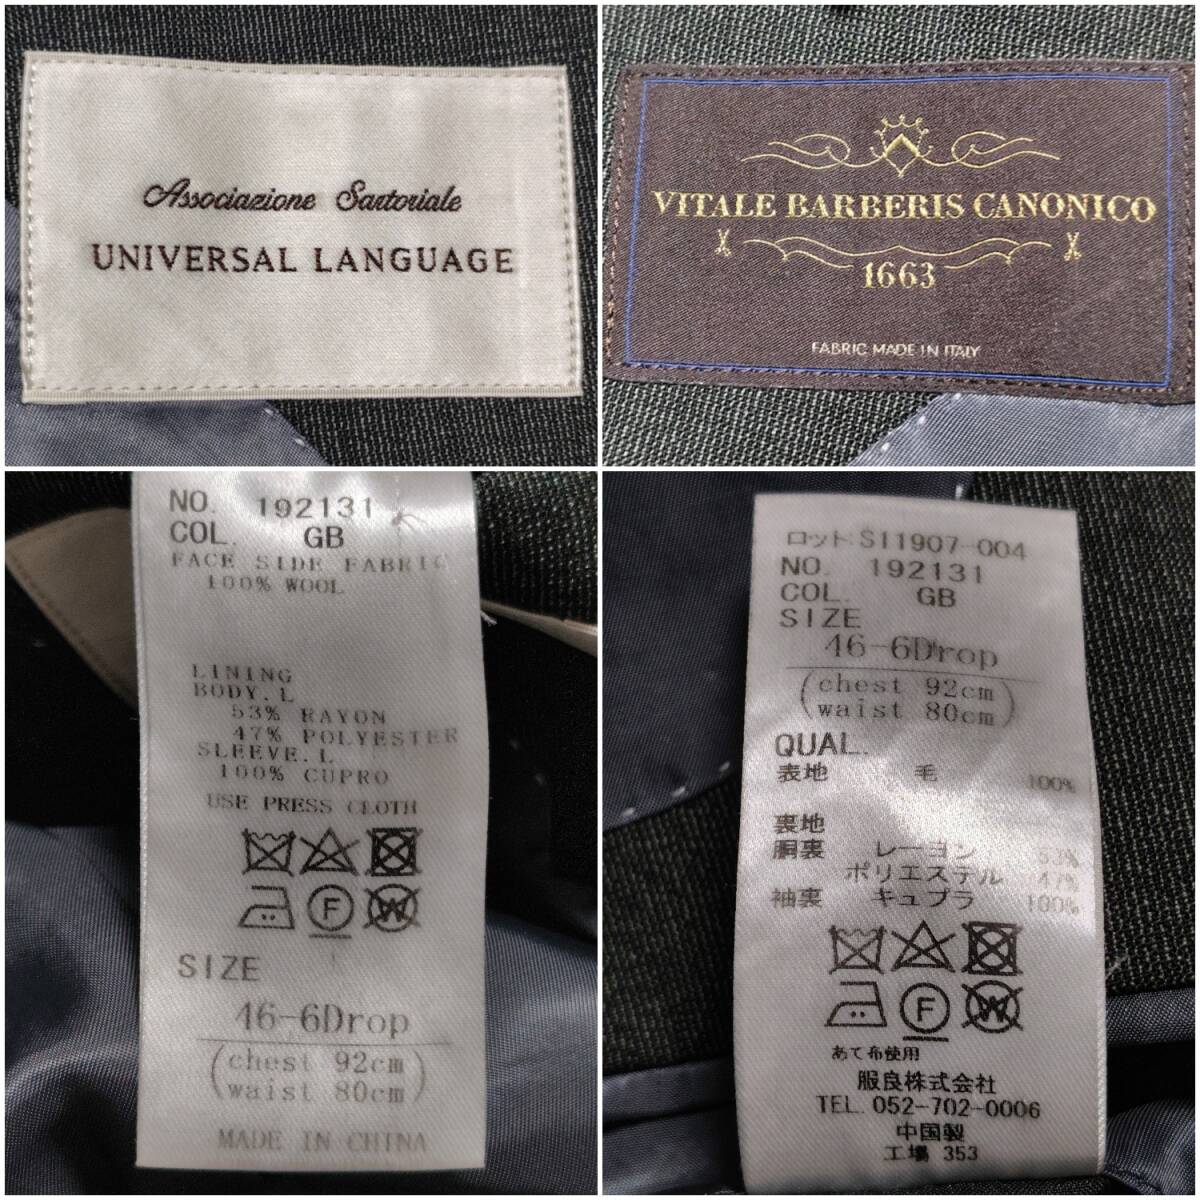 Associazione Sartoriale
UNIVERSAL LANGUAGE
VITALE BARBERIS CANONICO
1663
FABRIC MADE IN ITALY
NO. 192131
COL. GB
FACE SIDE FABRIC
100% WOOL
LINING
BODY.L
53% RAYON
47% POLYESTER
SLEEVE.L
100% CUPRO
USE PRESS CLOTH
F W
SIZE
46-6Drop
(chest 92cm
waist 80cm)
MADE IN CHINA
ロット:S11907-004
NO. 192131
COL. GB
SIZE
46-6Drop
(chest 92cm
waist 80cm)
QUAL.
表地 毛 100%
裏地
胴裏 レーヨン 53%
ポリエステル 47%
袖裏 キュプラ 100%
F W
あて布使用
服良株式会社
TEL. 052-702-0006
中国製
工場 353